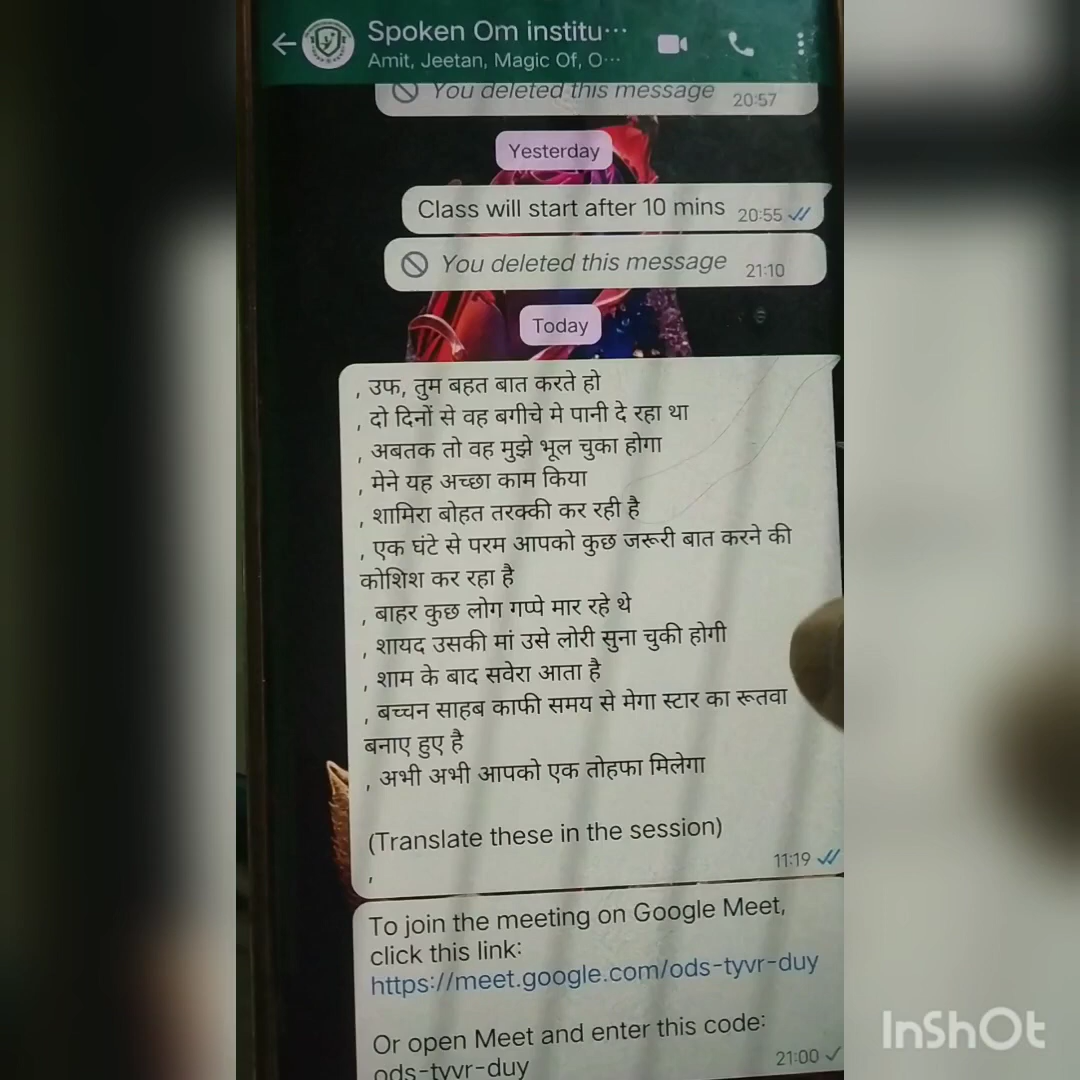 Spoken Om institu...
Amit, Jeetan, Magic Of, O...
You deleted this message 20:57
Yesterday
Class will start after 10 mins 20:55
You deleted this message 21:10
Today
, उफ, तुम बहत बात करते हो
, दो दिनों से वह बगीचे मे पानी दे रहा था
, अबतक तो वह मुझे भूल चुका होगा
, मेने यह अच्छा काम किया
, शामिरा बोहत तरक्की कर रही है
, एक घंटे से परम आपको कुछ जरूरी बात करने की
कोशिश कर रहा है
, बाहर कुछ लोग गप्पे मार रहे थे
, शायद उसकी मां उसे लोरी सुना चुकी होगी
, शाम के बाद सवेरा आता है
, बच्चन साहब काफी समय से मेगा स्टार का रूतवा
बनाए हुए है
, अभी अभी आपको एक तोहफा मिलेगा
(Translate these in the session)
, 11:19
To join the meeting on Google Meet,
click this link:
https://meet.google.com/ods-tyvr-duy
Or open Meet and enter this code:
ods-tyvr-duy 21:00
InShOt